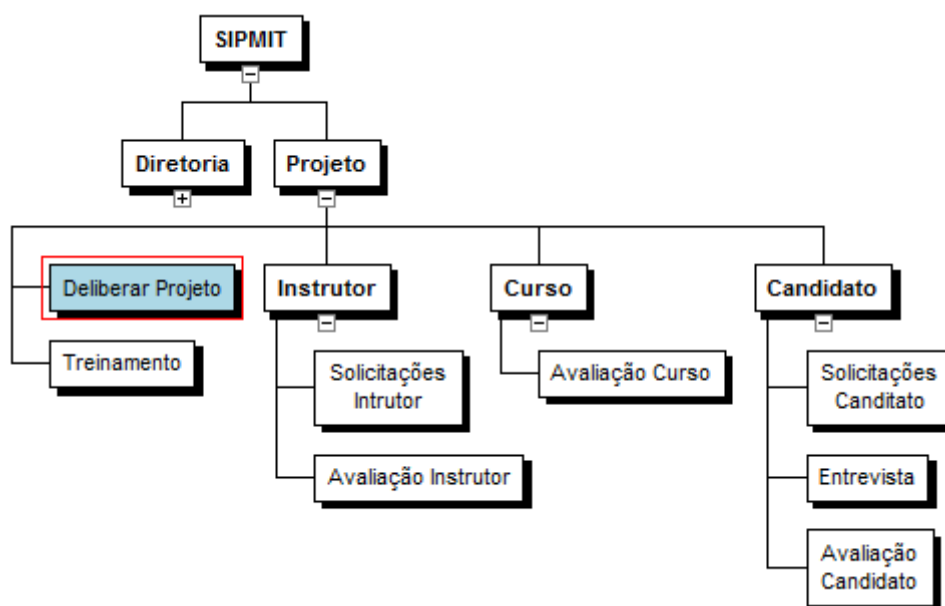 SIPMIT
Diretoria
Projeto
Deliberar Projeto
Instrutor
Curso
Candidato
Treinamento
Solicitações
Intrutor
Avaliação Curso
Solicitações
Canditato
Avaliação Instrutor
Entrevista
Avaliação
Candidato